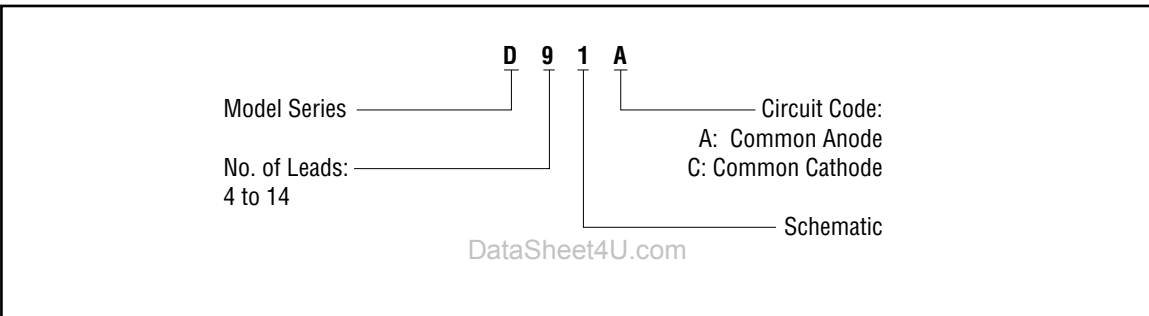 D 9 1 A
Model Series
Circuit Code:
A: Common Anode
C: Common Cathode
No. of Leads:
4 to 14
Schematic
DataSheet4U.com